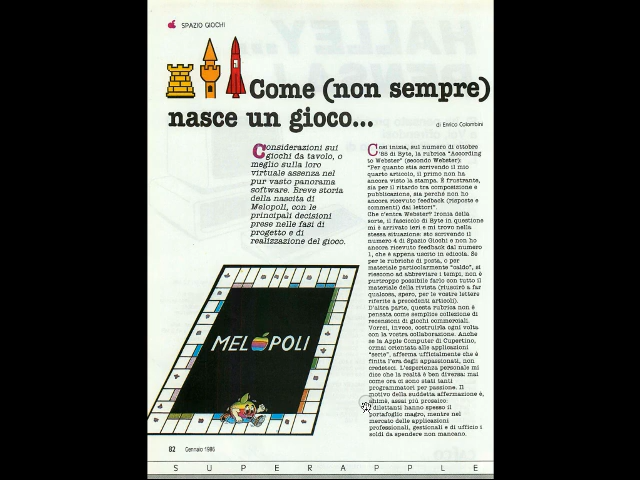 SPAZIO GIOCHI
Come (non sempre)
nasce un gioco...
di Enrico Colombini
Considerazioni sui
giochi da tavolo, o
meglio sulla loro
virtuale assenza nel
pur vasto panorama
software. Breve storia
della nascita di
Melopoli, con le
principali decisioni
prese nelle fasi di
progetto e di
realizzazione del gioco.
Così inizia, sul numero di ottobre
'85 di Byte, la rubrica "According
to Webster" (secondo Webster):
"Per quanto stia scrivendo il mio
quarto articolo, il primo non ha
ancora visto la stampa. È frustrante,
sia per il ritardo tra composizione e
pubblicazione, sia perché non ho
ancora ricevuto feedback (risposte e
commenti) dai lettori".
Che c'entra Webster? Ironia della
sorte, il fascicolo di Byte in questione
mi è arrivato ieri e mi trovo nella
stessa situazione: sto scrivendo il
numero 4 di Spazio Giochi e non ho
ancora ricevuto feedback dal numero
1, che è appena uscito in edicola. Se
per le rubriche di posta, o per
materiale particolarmente "caldo", si
riescono ad abbreviare i tempi, non è
purtroppo possibile farlo con tutto il
materiale della rivista (riuscirò a far
qualcosa, spero, per le vostre lettere
riferite a precedenti articoli).
D'altra parte, questa rubrica non è
pensata come semplice collezione di
recensioni di giochi commerciali.
Vorrei, invece, costruirla ogni volta
con la vostra collaborazione. Anche
se la Apple Computer di Cupertino,
ormai orientata alle applicazioni
"serie", afferma ufficialmente che è
finita l'era degli appassionati, non
credeteci. L'esperienza personale mi
dice che la realtà è ben diversa: mai
come ora ci sono stati tanti
programmatori per passione. Il
motivo della suddetta affermazione è,
ahimè, assai più prosaico:
i dilettanti hanno spesso il
portafoglio magro, mentre nel
mercato delle applicazioni
professionali, gestionali e di ufficio i
soldi da spendere non mancano.
MELOPOLI
82 Gennaio 1986
SUPERAPPLE